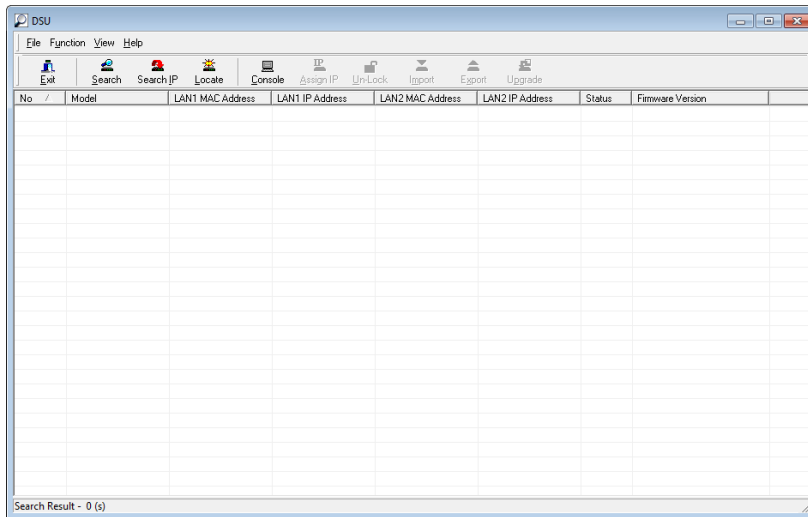 DSU
File Function View Help
Exit Search Search IP Locate Console Assign IP Un-Lock Import Export Upgrade
No / Model LAN1 MAC Address LAN1 IP Address LAN2 MAC Address LAN2 IP Address Status Firmware Version
Search Result - 0 (s)